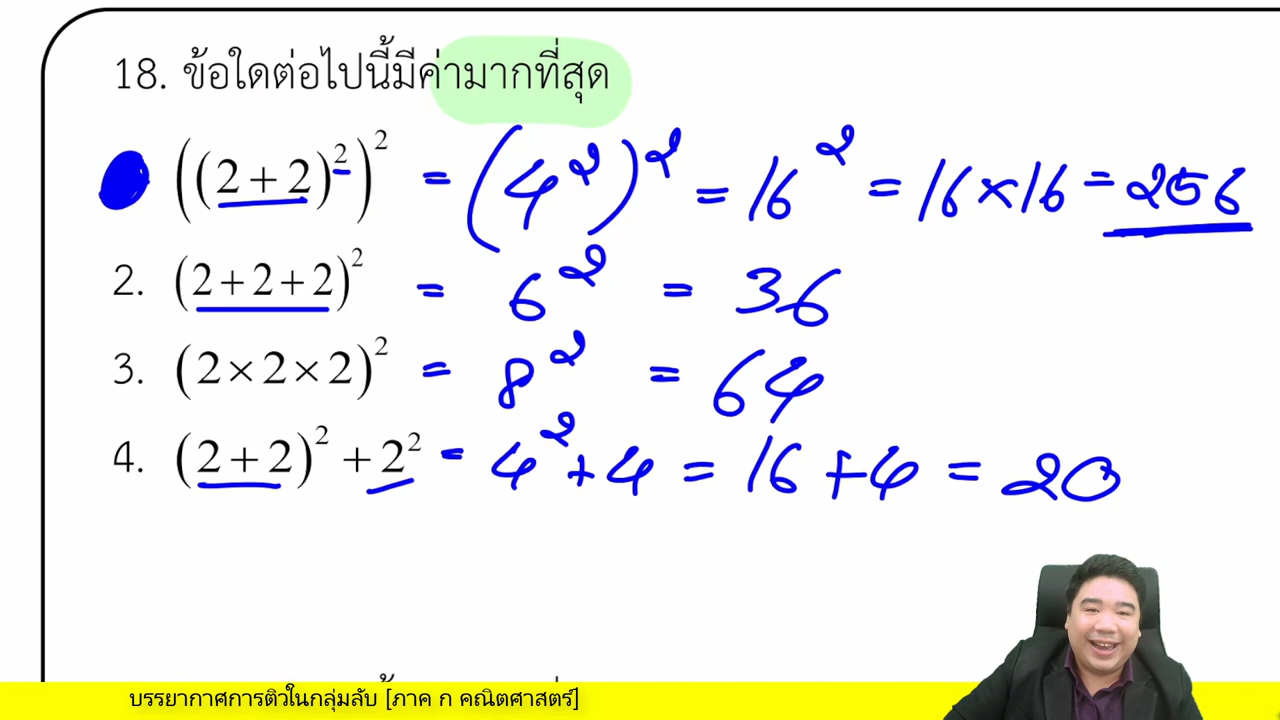 18. ข้อใดต่อไปนี้มีค่ามากที่สุด
((2+2)²)² = (4²)² = 16² = 16×16 = 256
2. (2+2+2)² = 6² = 36
3. (2×2×2)² = 8² = 64
4. (2+2)² + 2² = 4²+4 = 16+4 = 20
บรรยากาศการติวในกลุ่มลับ [ภาค ก คณิตศาสตร์]